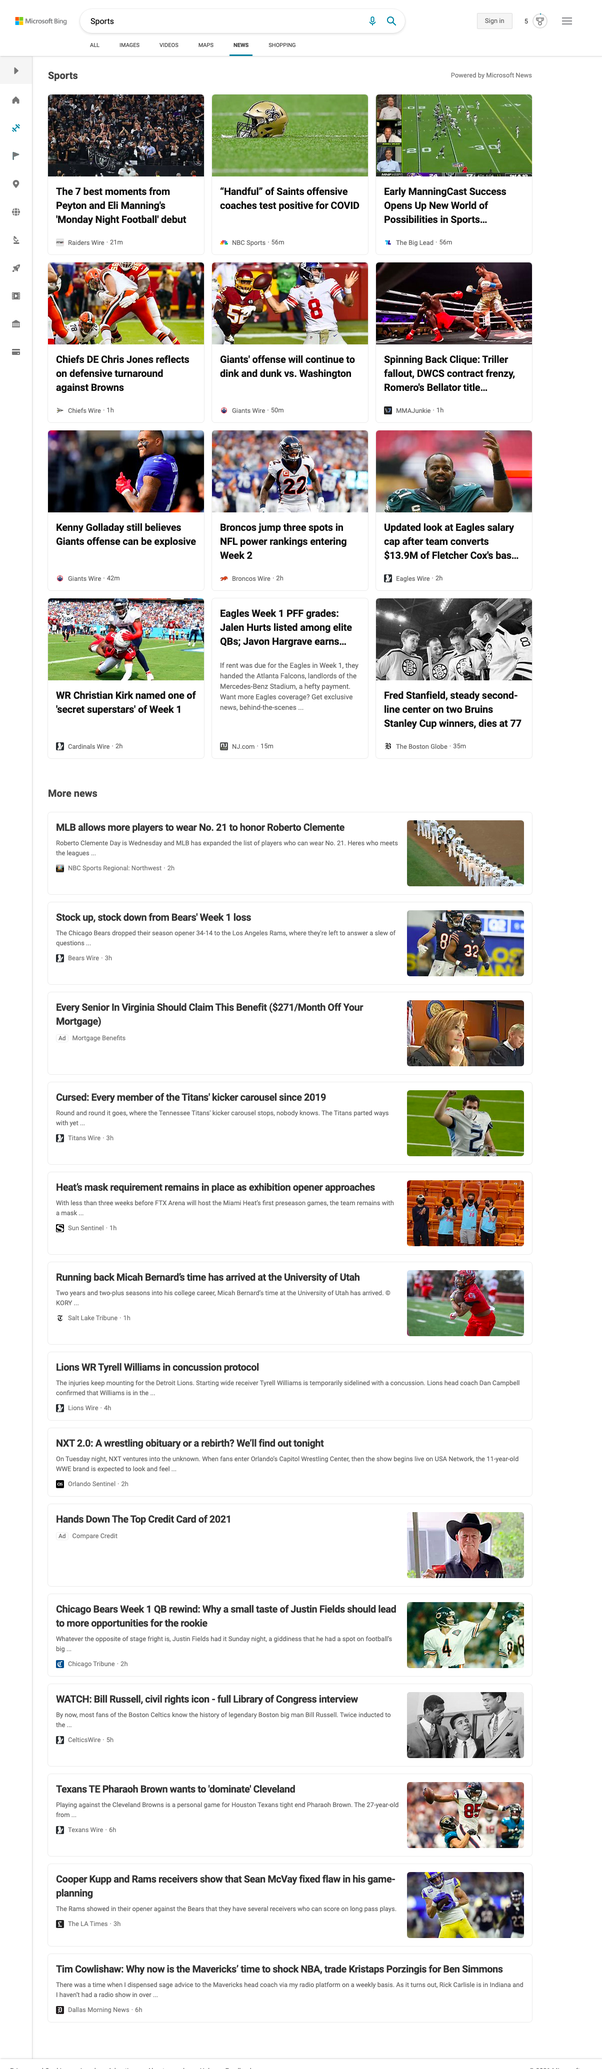 Microsoft Bing
Sports
Sign in
5
ALL IMAGES VIDEOS MAPS NEWS SHOPPING
Sports
Powered by Microsoft News
The 7 best moments from
Peyton and Eli Manning's
'Monday Night Football' debut
Raiders Wire · 21m
"Handful" of Saints offensive
coaches test positive for COVID
NBC Sports · 56m
Early ManningCast Success
Opens Up New World of
Possibilities in Sports...
The Big Lead · 56m
Chiefs DE Chris Jones reflects
on defensive turnaround
against Browns
Chiefs Wire · 1h
Giants' offense will continue to
dink and dunk vs. Washington
Giants Wire · 50m
Spinning Back Clique: Triller
fallout, DWCS contract frenzy,
Romero's Bellator title...
MMAJunkie · 1h
Kenny Golladay still believes
Giants offense can be explosive
Giants Wire · 42m
Broncos jump three spots in
NFL power rankings entering
Week 2
Broncos Wire · 2h
Updated look at Eagles salary
cap after team converts
$13.9M of Fletcher Cox's bas...
Eagles Wire · 2h
WR Christian Kirk named one of
'secret superstars' of Week 1
Cardinals Wire · 2h
Eagles Week 1 PFF grades:
Jalen Hurts listed among elite
QBs; Javon Hargrave earns...
If rent was due for the Eagles in Week 1, they
handed the Atlanta Falcons, landlords of the
Mercedes-Benz Stadium, a hefty payment.
Want more Eagles coverage? Get exclusive
news, behind-the-scenes ...
NJ.com · 15m
Fred Stanfield, steady second-
line center on two Bruins
Stanley Cup winners, dies at 77
The Boston Globe · 35m
More news
MLB allows more players to wear No. 21 to honor Roberto Clemente
Roberto Clemente Day is Wednesday and MLB has expanded the list of players who can wear No. 21. Heres who meets
the leagues ...
NBC Sports Regional: Northwest · 2h
Stock up, stock down from Bears' Week 1 loss
The Chicago Bears dropped their season opener 34-14 to the Los Angeles Rams, where they're left to answer a slew of
questions ...
Bears Wire · 3h
Every Senior In Virginia Should Claim This Benefit ($271/Month Off Your
Mortgage)
Ad Mortgage Benefits
Cursed: Every member of the Titans' kicker carousel since 2019
Round and round it goes, where the Tennessee Titans' kicker carousel stops, nobody knows. The Titans parted ways
with yet ...
Titans Wire · 3h
Heat's mask requirement remains in place as exhibition opener approaches
With less than three weeks before FTX Arena will host the Miami Heat's first preseason games, the team remains with
a mask ...
Sun Sentinel · 1h
Running back Micah Bernard's time has arrived at the University of Utah
Two years and two-plus seasons into his college career, Micah Bernard's time at the University of Utah has arrived. ©
KORY ...
Salt Lake Tribune · 1h
Lions WR Tyrell Williams in concussion protocol
The injuries keep mounting for the Detroit Lions. Starting wide receiver Tyrell Williams is temporarily sidelined with a concussion. Lions head coach Dan Campbell
confirmed that Williams is in the ...
Lions Wire · 4h
NXT 2.0: A wrestling obituary or a rebirth? We'll find out tonight
On Tuesday night, NXT ventures into the unknown. When fans enter Orlando's Capitol Wrestling Center, then the show begins live on USA Network, the 11-year-old
WWE brand is expected to look and feel ...
Orlando Sentinel · 2h
Hands Down The Top Credit Card of 2021
Ad Compare Credit
Chicago Bears Week 1 QB rewind: Why a small taste of Justin Fields should lead
to more opportunities for the rookie
Whatever the opposite of stage fright is, Justin Fields had it Sunday night, a giddiness that he had a spot on football's
big ...
Chicago Tribune · 2h
WATCH: Bill Russell, civil rights icon - full Library of Congress interview
By now, most fans of the Boston Celtics know the history of legendary Boston big man Bill Russell. Twice inducted to
the ...
CelticsWire · 5h
Texans TE Pharaoh Brown wants to 'dominate' Cleveland
Playing against the Cleveland Browns is a personal game for Houston Texans tight end Pharaoh Brown. The 27-year-old
from ...
Texans Wire · 6h
Cooper Kupp and Rams receivers show that Sean McVay fixed flaw in his game-
planning
The Rams showed in their opener against the Bears that they have several receivers who can score on long pass plays.
The LA Times · 3h
Tim Cowlishaw: Why now is the Mavericks' time to shock NBA, trade Kristaps Porzingis for Ben Simmons
There was a time when I dispensed sage advice to the Mavericks head coach via my radio platform on a weekly basis. As it turns out, Rick Carlisle is in Indiana and
I haven't had a radio show in over ...
Dallas Morning News · 6h